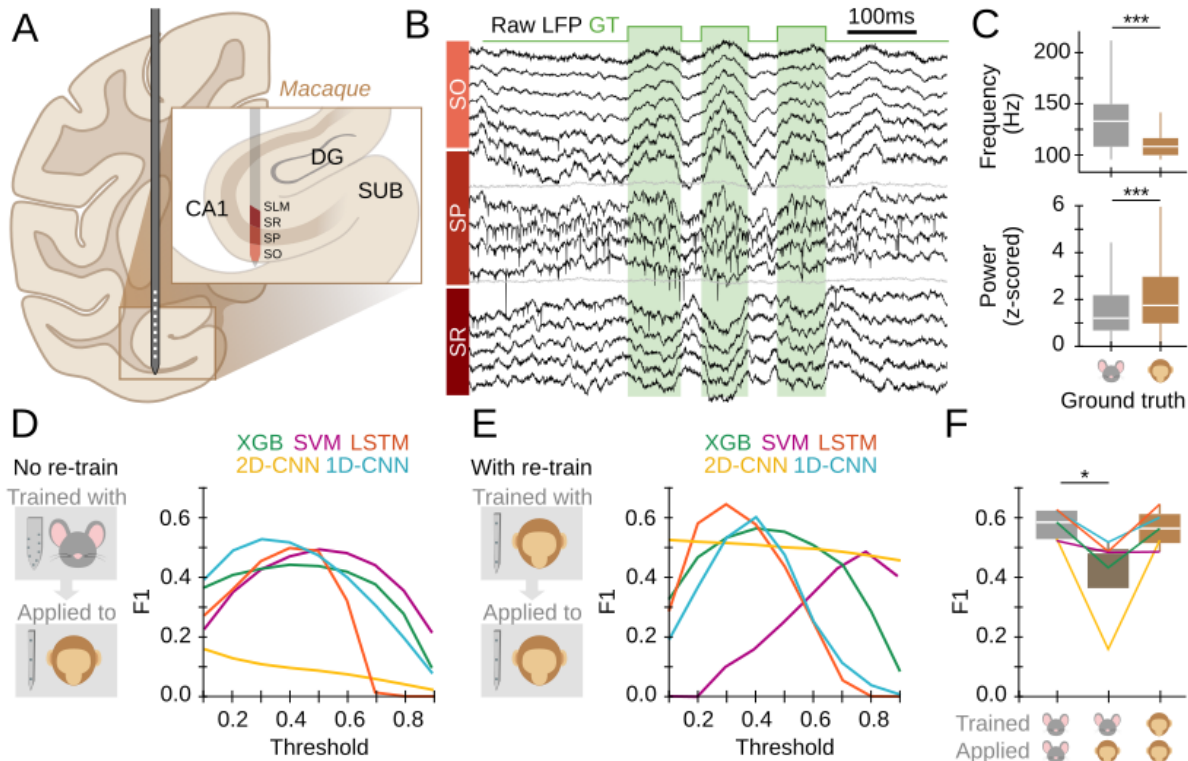 A
Macaque
DG
SUB
CA1
SLM
SR
SP
SO
B
Raw LFP GT
100ms
SO
SP
SR
C
***
200
150
100
Frequency
(Hz)
***
6
4
2
0
Power
(z-scored)
Ground truth
D
No re-train
Trained with
Applied to
XGB SVM LSTM
2D-CNN 1D-CNN
0.6
0.4
0.2
0.0
F1
0.2 0.4 0.6 0.8
Threshold
E
With re-train
Trained with
Applied to
XGB SVM LSTM
2D-CNN 1D-CNN
0.6
0.4
0.2
0.0
F1
0.2 0.4 0.6 0.8
Threshold
F
*
0.6
0.4
0.2
0.0
F1
Trained
Applied